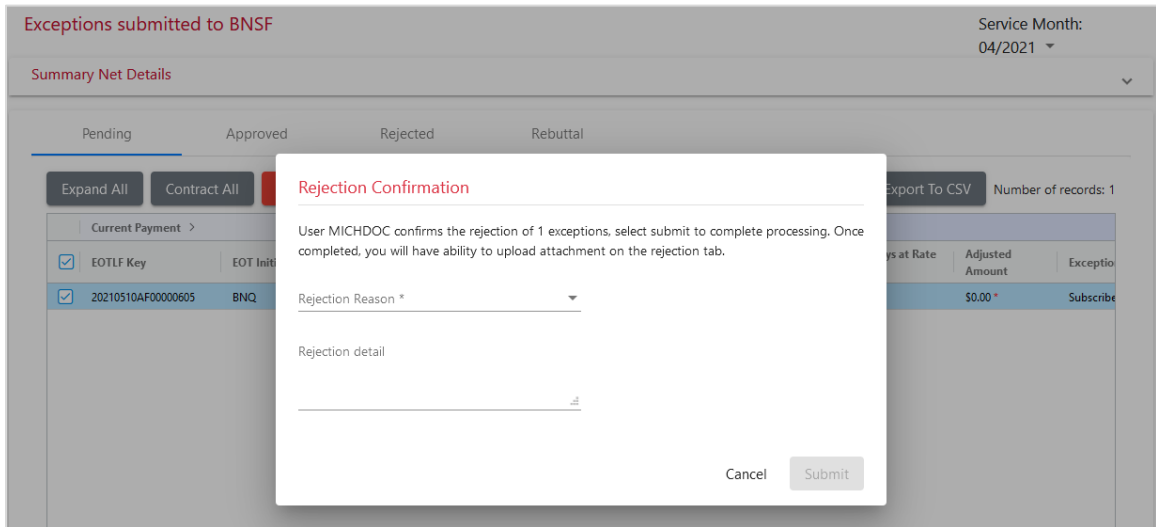 Exceptions submitted to BNSF
Service Month:
04/2021
Summary Net Details
Pending Approved Rejected Rebuttal
Expand All Contract All Export To CSV Number of records: 1
Current Payment >
EOTLF Key EOT Initi ys at Rate Adjusted Amount Exceptio
20210510AF00000605 BNQ $0.00 * Subscribe
Rejection Confirmation
User MICHDOC confirms the rejection of 1 exceptions, select submit to complete processing. Once
completed, you will have ability to upload attachment on the rejection tab.
Rejection Reason *
Rejection detail
Cancel Submit